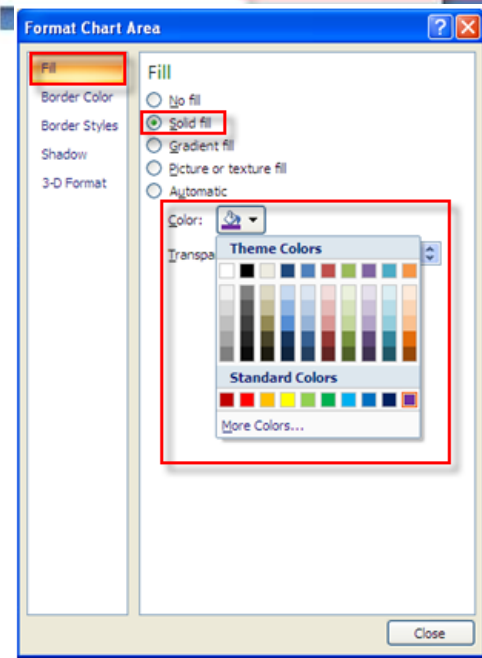 Format Chart Area
Fill
Border Color
Border Styles
Shadow
3-D Format
Fill
No fill
Solid fill
Gradient fill
Picture or texture fill
Automatic
Color:
Transpa
Theme Colors
Standard Colors
More Colors...
Close